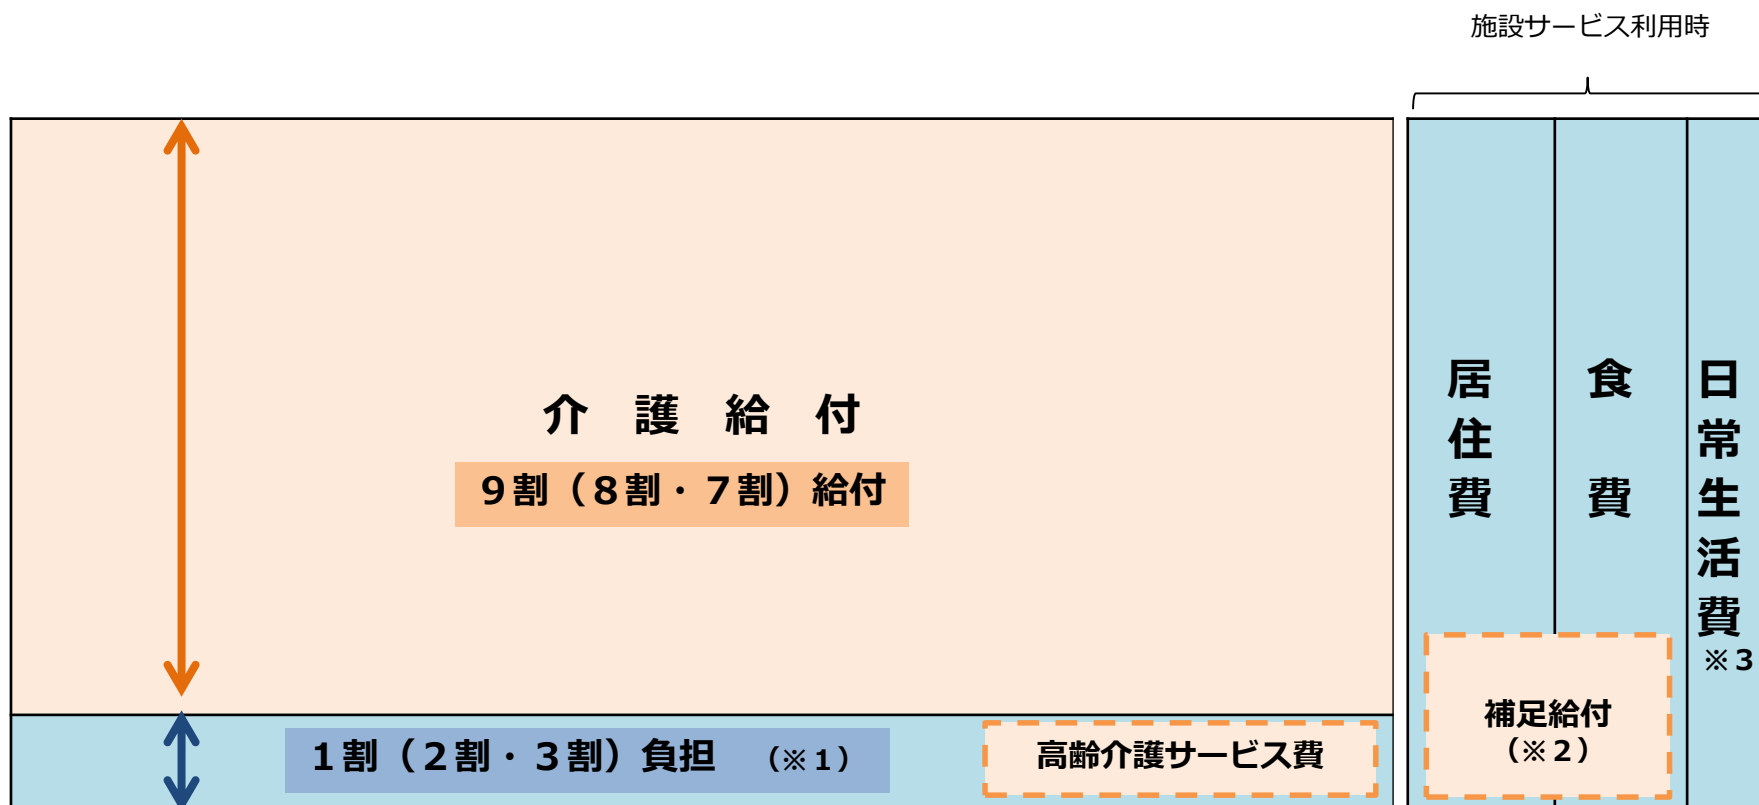 施設サービス利用時
介護給付
9割（8割・7割）給付
1割（2割・3割）負担　（※1）
高齢介護サービス費
居住費
食費
日常生活費
※3
補足給付
（※2）